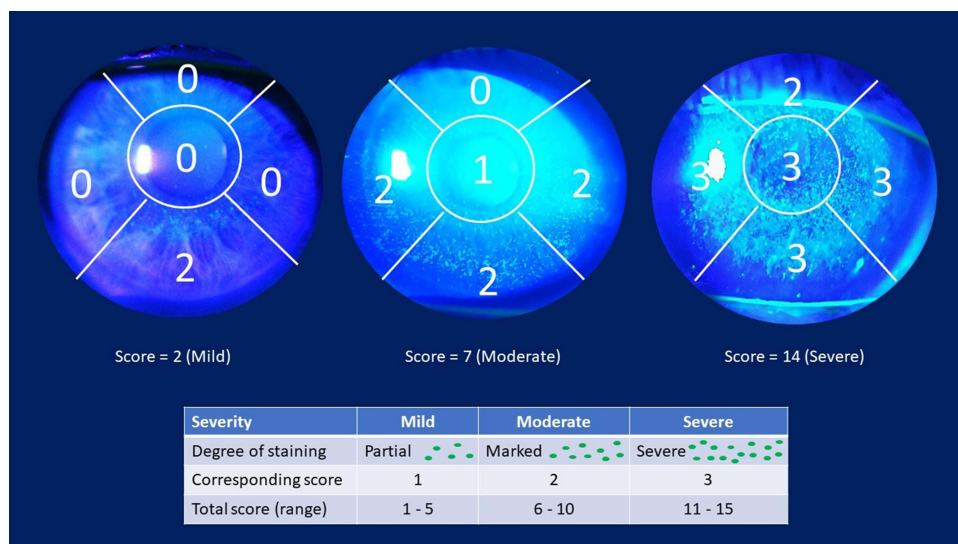 0
0
0
0
2
0
2
1
2
2
2
3
3
3
3
Score = 2 (Mild)
Score = 7 (Moderate)
Score = 14 (Severe)
Severity Mild Moderate Severe
Degree of staining Partial Marked Severe
Corresponding score 1 2 3
Total score (range) 1 - 5 6 - 10 11 - 15